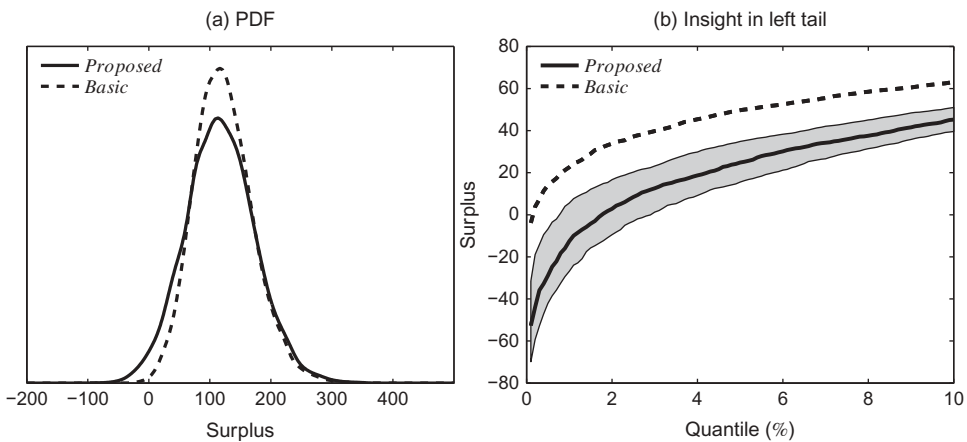 (a) PDF
Proposed
Basic
−200
−100
0
100
200
300
400
Surplus
(b) Insight in left tail
Proposed
Basic
80
60
40
20
0
−20
−40
−60
−80
Surplus
0
2
4
6
8
10
Quantile (%)